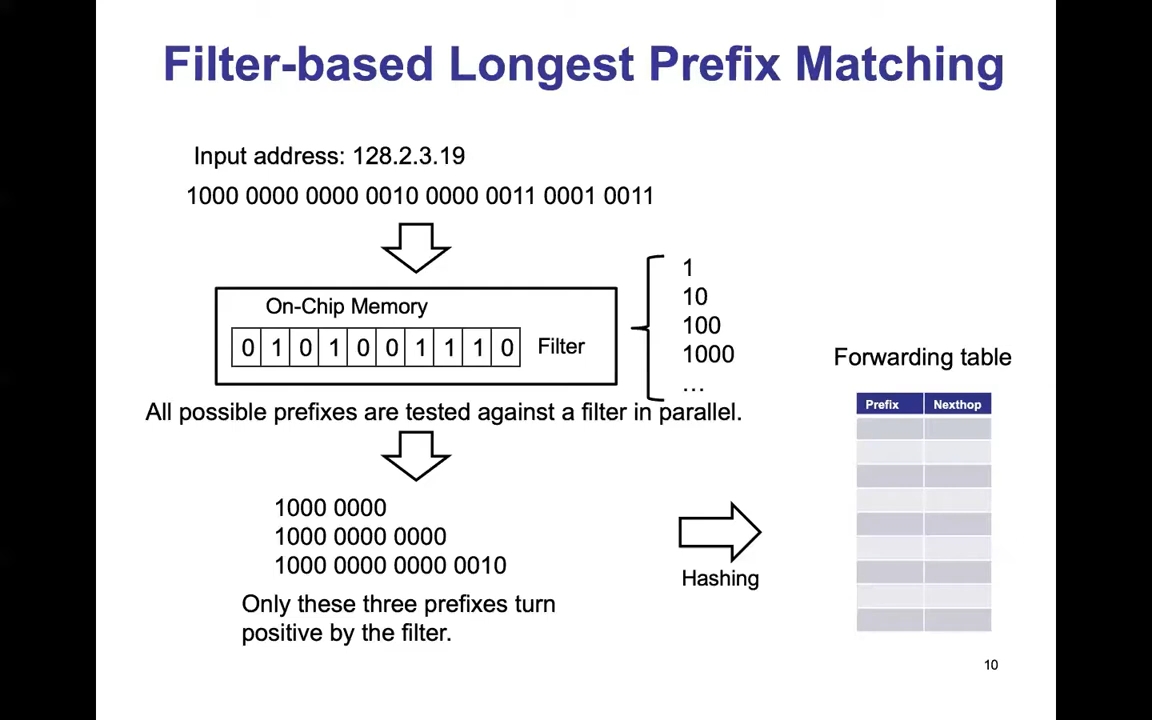 Filter-based Longest Prefix Matching
Input address: 128.2.3.19
1000 0000 0000 0010 0000 0011 0001 0011
On-Chip Memory
0 1 0 1 0 0 1 1 1 0 Filter
1
10
100
1000
…
All possible prefixes are tested against a filter in parallel.
1000 0000
1000 0000 0000
1000 0000 0000 0010
Only these three prefixes turn
positive by the filter.
Hashing
Forwarding table
Prefix Nexthop
10